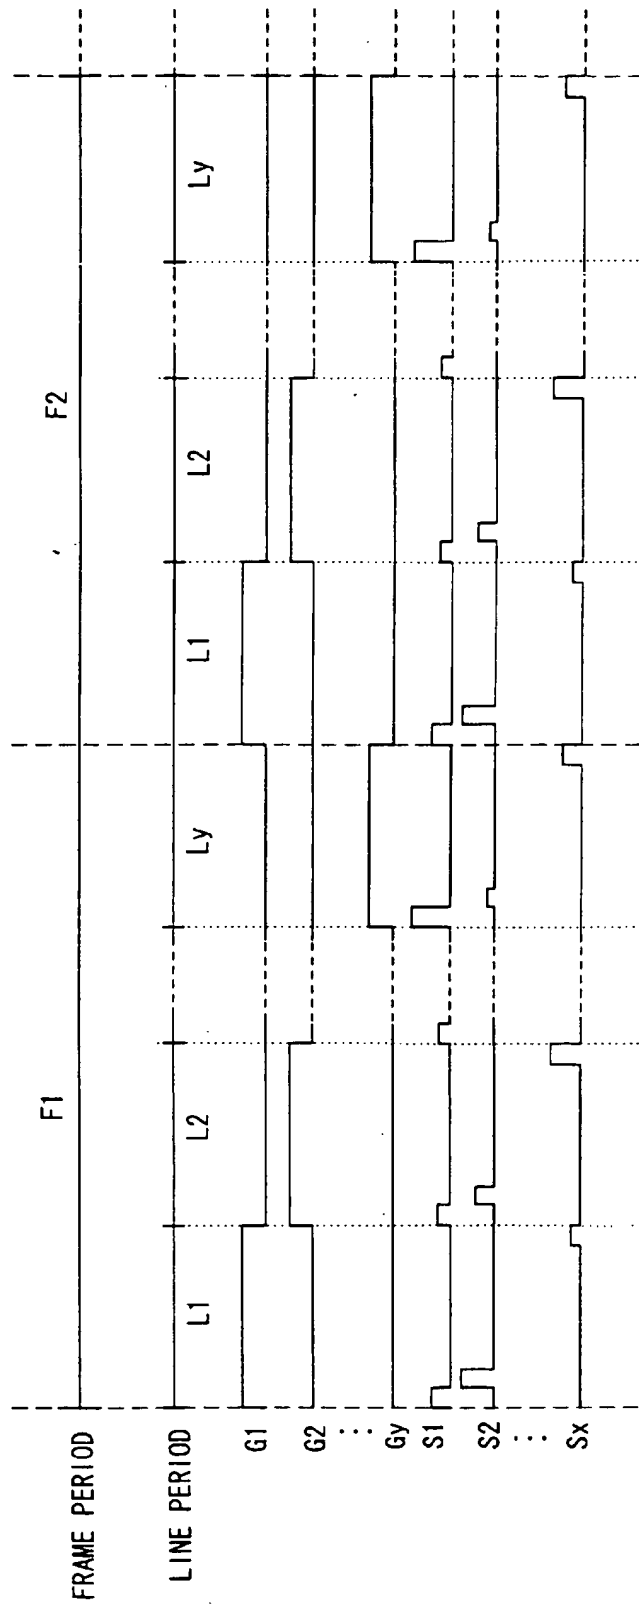 FRAME PERIOD F1 F2
LINE PERIOD
L1 L2 Ly L1 L2 Ly
G1
G2
⋮
Gy
S1
S2
⋮
Sx